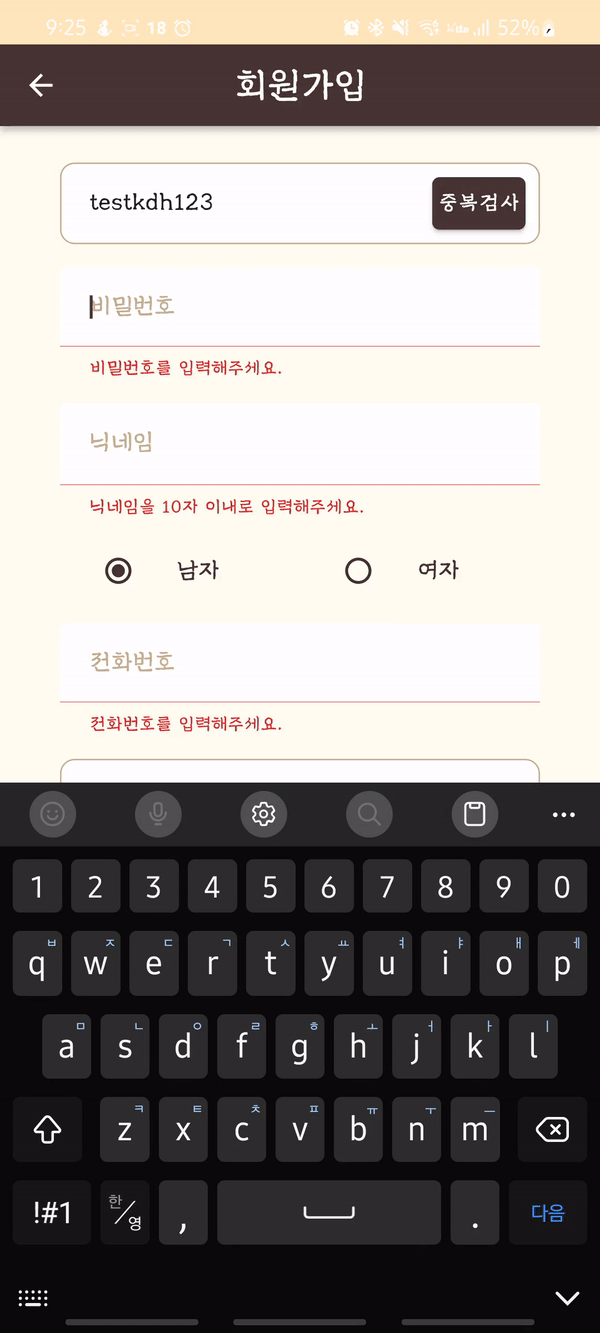 9:25 18 52%
회원가입
testkdh123 중복검사
비밀번호
비밀번호를 입력해주세요.
닉네임
닉네임을 10자 이내로 입력해주세요.
남자 여자
전화번호
전화번호를 입력해주세요.
1 2 3 4 5 6 7 8 9 0
q ㅂ w ㅈ e ㄷ r ㄱ t ㅅ y ㅛ u ㅕ i ㅑ o ㅐ p ㅔ
a ㅁ s ㄴ d ㅇ f ㄹ g ㅎ h ㅗ j ㅓ k ㅏ l ㅣ
z ㅋ x ㅌ c ㅊ v ㅍ b ㅠ n ㅜ m ㅡ
!#1 한/영 , . 다음